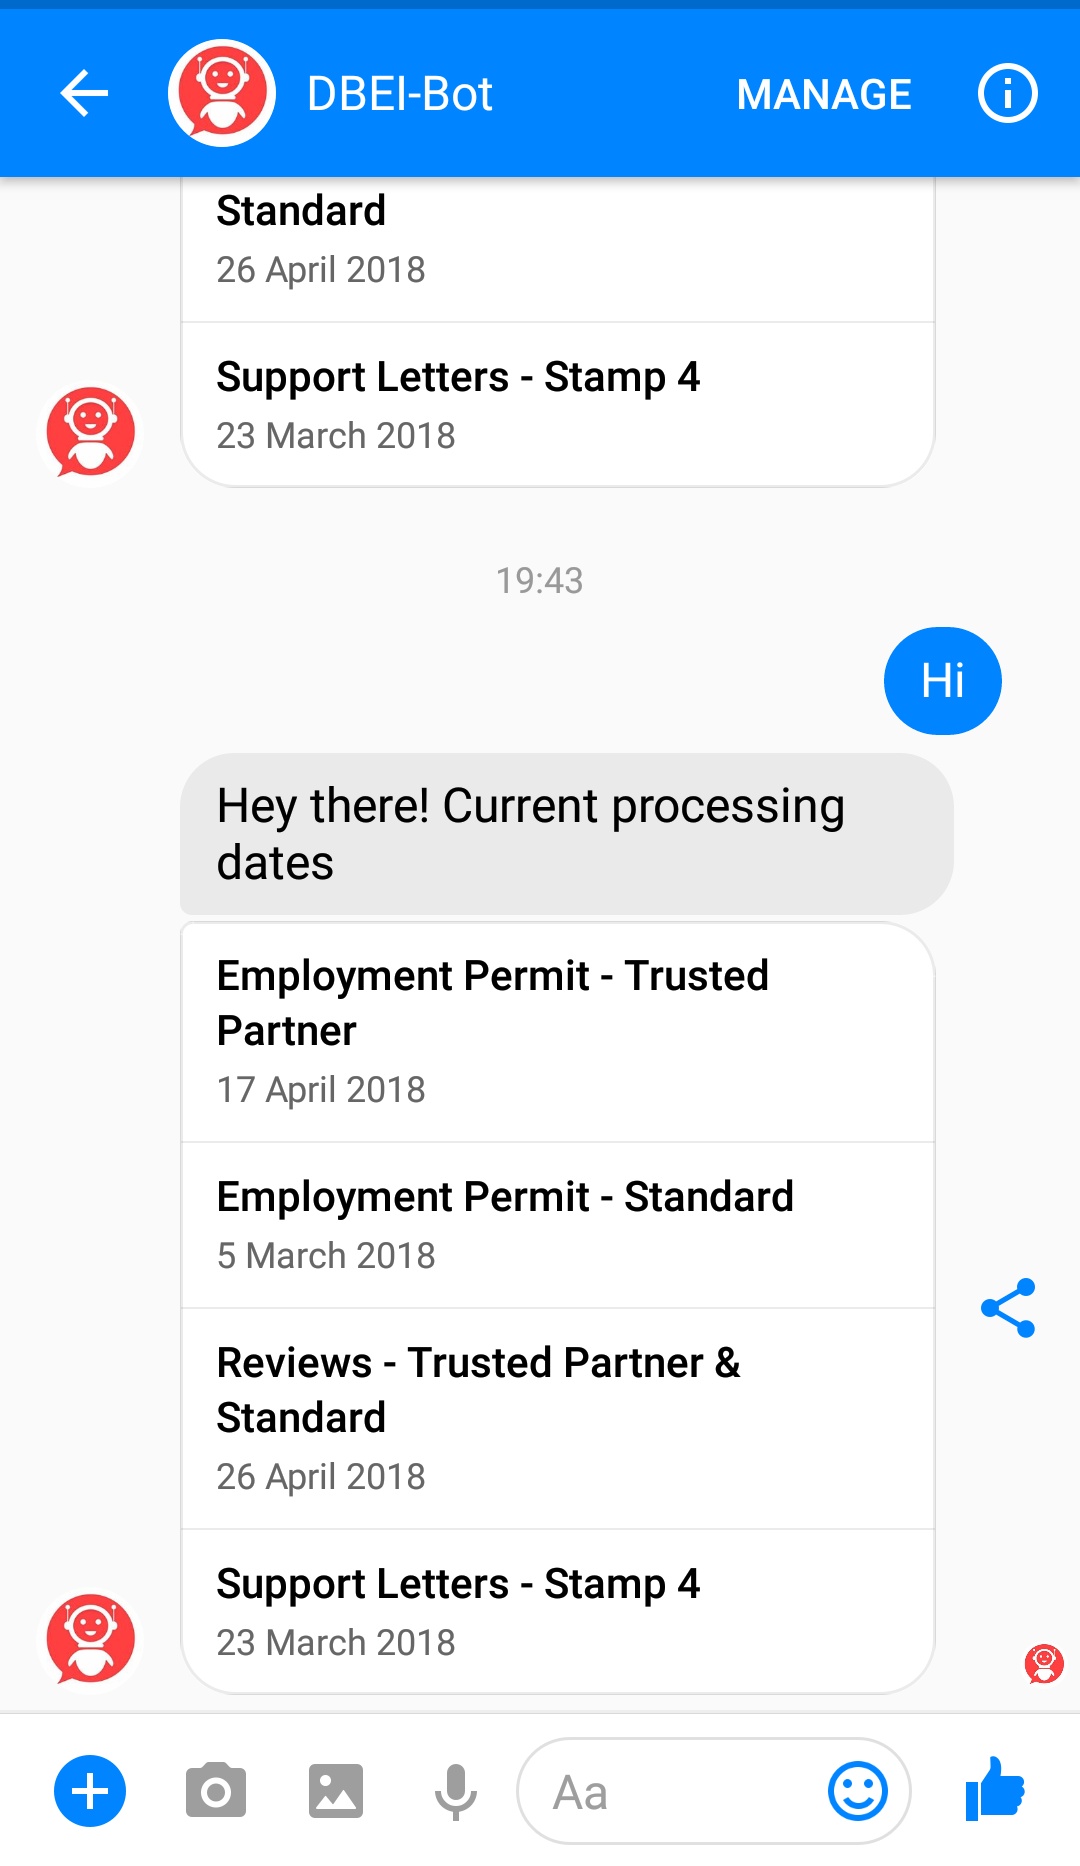 DBEI-Bot
MANAGE
Standard
26 April 2018
Support Letters - Stamp 4
23 March 2018
19:43
Hi
Hey there! Current processing
dates
Employment Permit - Trusted
Partner
17 April 2018
Employment Permit - Standard
5 March 2018
Reviews - Trusted Partner &
Standard
26 April 2018
Support Letters - Stamp 4
23 March 2018
Aa